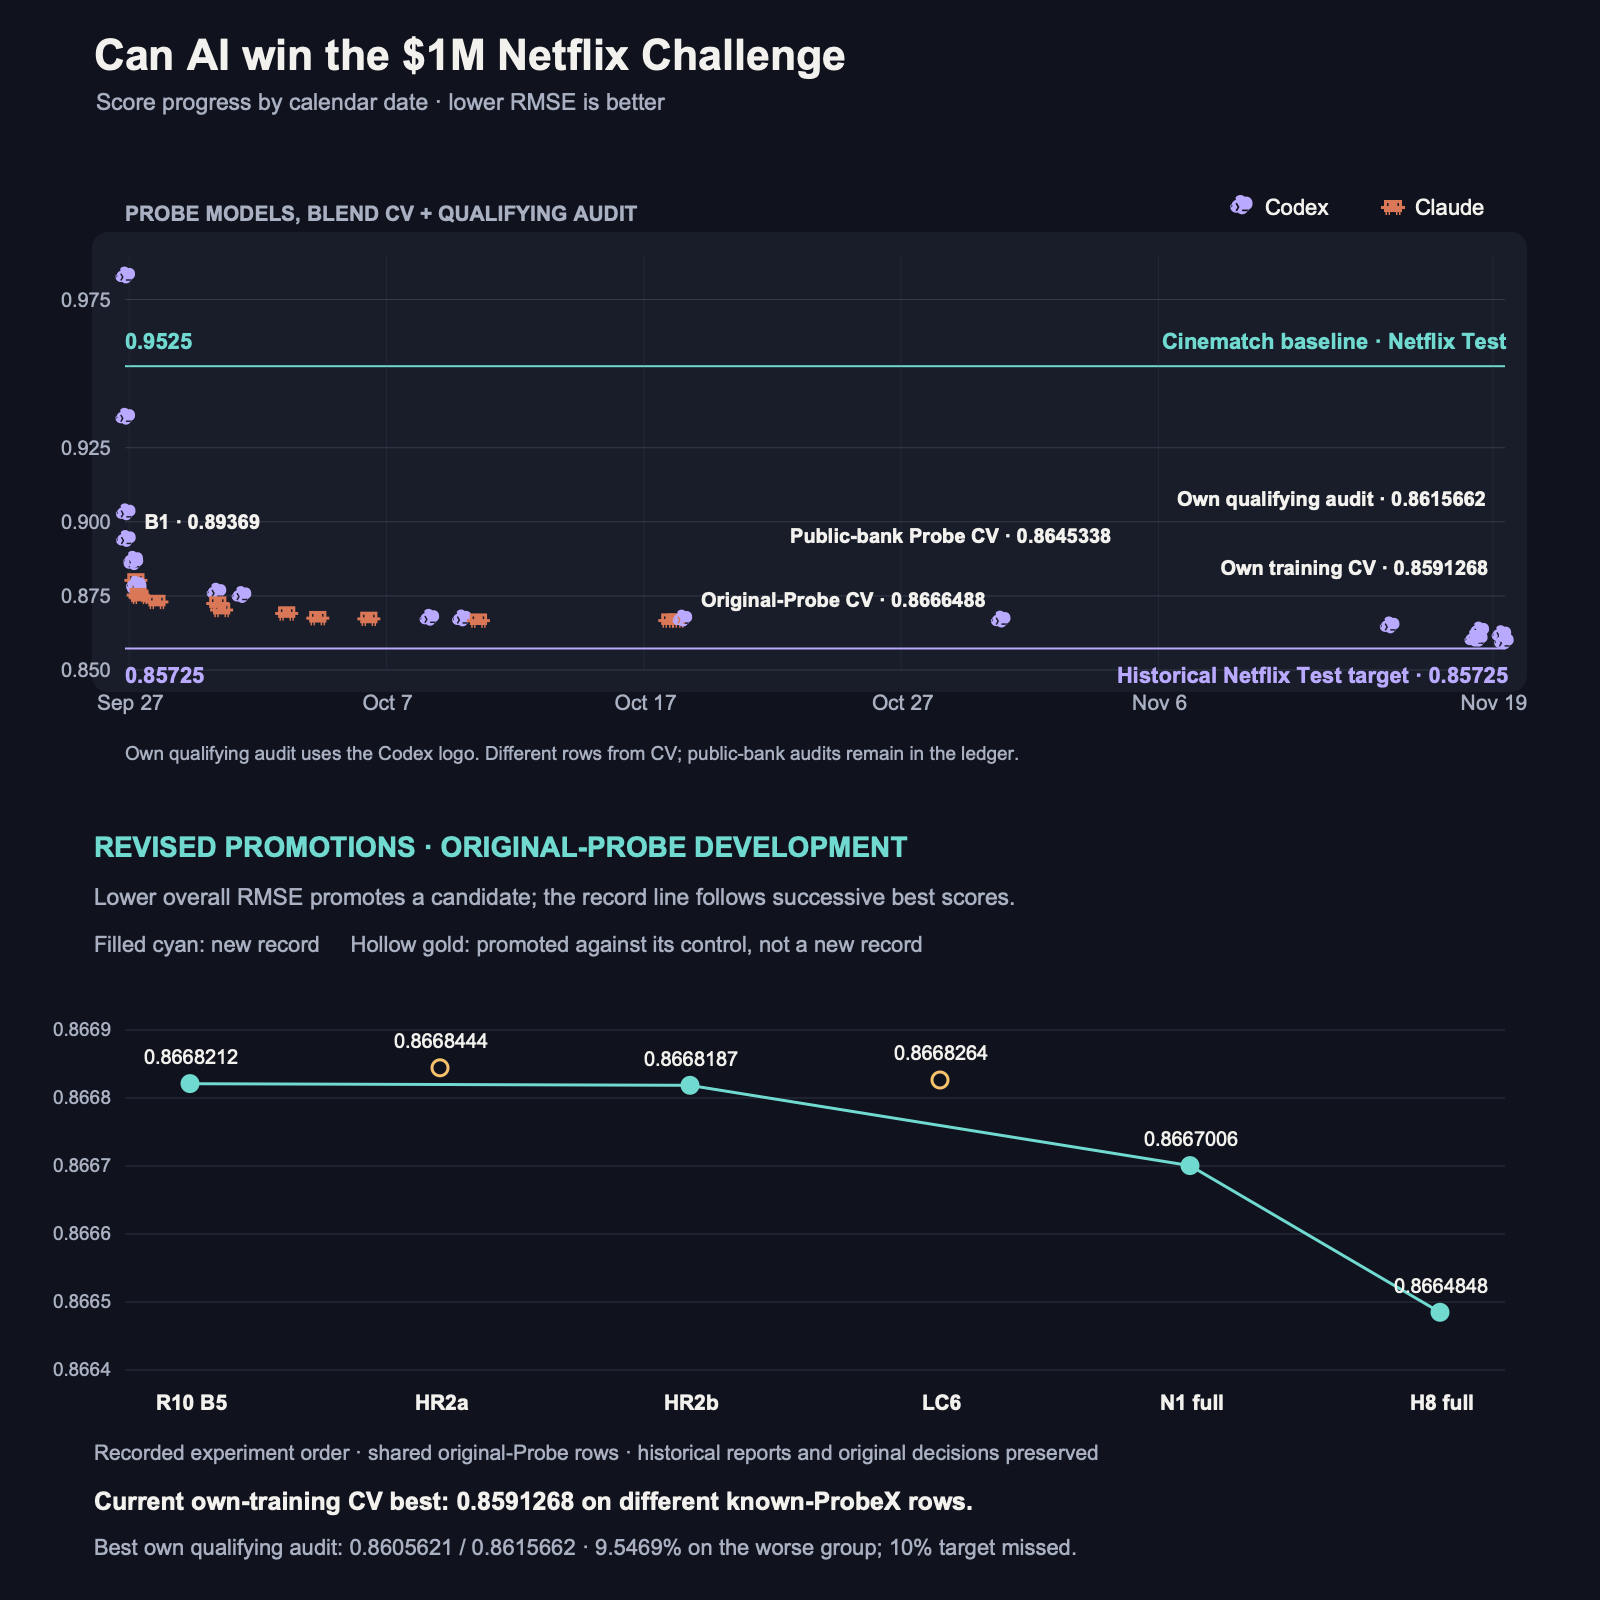 Can AI win the $1M Netflix Challenge
Score progress by calendar date · lower RMSE is better
PROBE MODELS, BLEND CV + QUALIFYING AUDIT
Codex
Claude
0.975
0.9525
Cinematch baseline · Netflix Test
0.925
Own qualifying audit · 0.8615662
0.900
B1 · 0.89369
Public-bank Probe CV · 0.8645338
Own training CV · 0.8591268
0.875
Original-Probe CV · 0.8666488
0.850
0.85725
Historical Netflix Test target · 0.85725
Sep 27
Oct 7
Oct 17
Oct 27
Nov 6
Nov 19
Own qualifying audit uses the Codex logo. Different rows from CV; public-bank audits remain in the ledger.
REVISED PROMOTIONS · ORIGINAL-PROBE DEVELOPMENT
Lower overall RMSE promotes a candidate; the record line follows successive best scores.
Filled cyan: new record
Hollow gold: promoted against its control, not a new record
0.8669
0.8668212
0.8668444
0.8668187
0.8668264
0.8668
0.8667006
0.8667
0.8666
0.8664848
0.8665
0.8664
R10 B5
HR2a
HR2b
LC6
N1 full
H8 full
Recorded experiment order · shared original-Probe rows · historical reports and original decisions preserved
Current own-training CV best: 0.8591268 on different known-ProbeX rows.
Best own qualifying audit: 0.8605621 / 0.8615662 · 9.5469% on the worse group; 10% target missed.